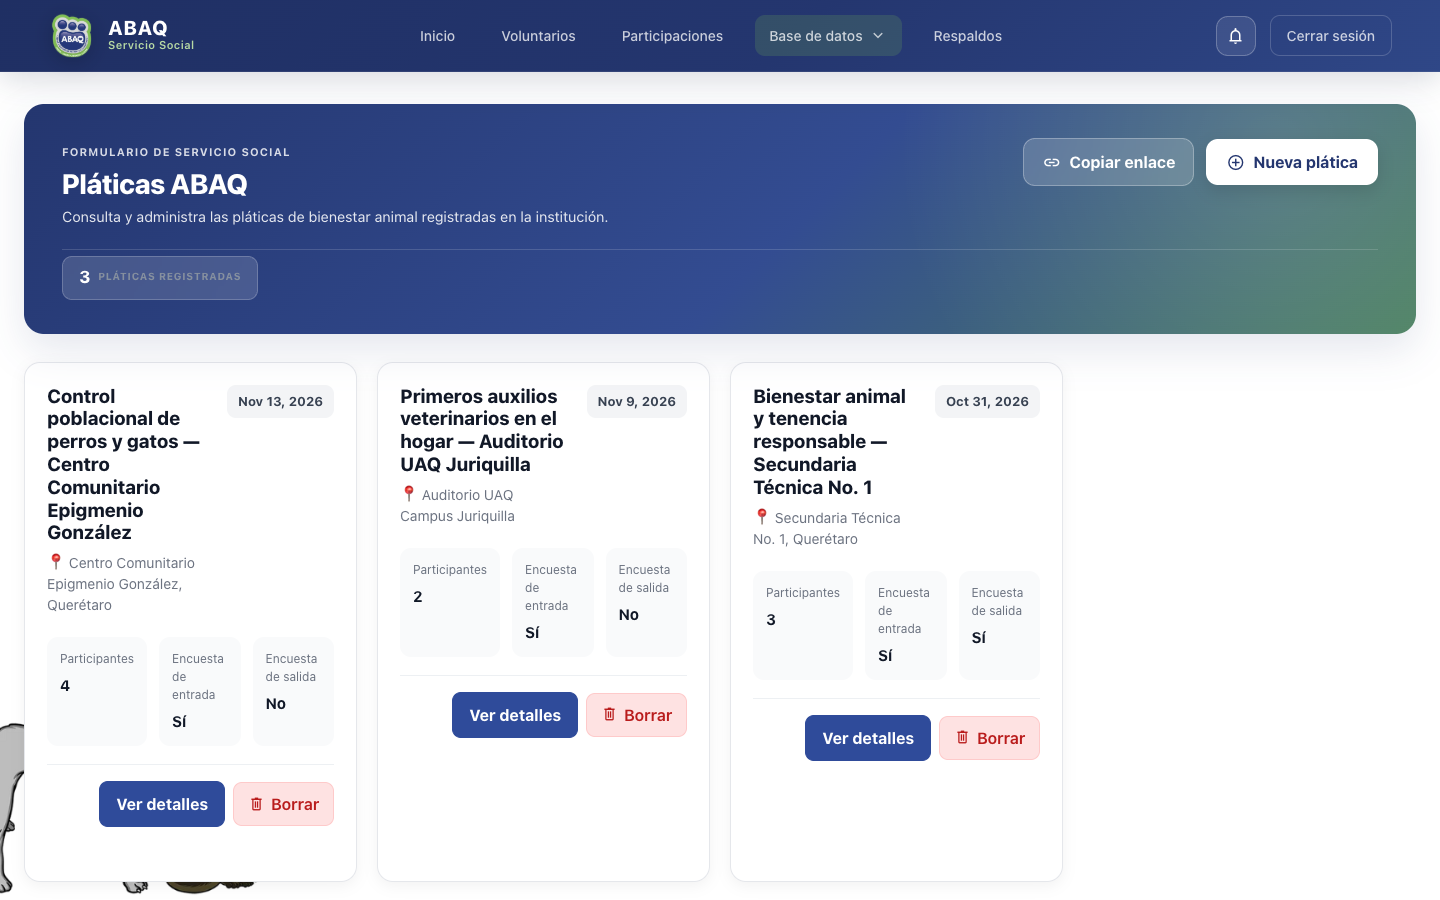 ABAQ
Servicio Social
Inicio
Voluntarios
Participaciones
Base de datos
Respaldos
Cerrar sesión
FORMULARIO DE SERVICIO SOCIAL
Pláticas ABAQ
Consulta y administra las pláticas de bienestar animal registradas en la institución.
Copiar enlace
Nueva plática
3 PLÁTICAS REGISTRADAS
Control
poblacional de
perros y gatos —
Centro
Comunitario
Epigmenio
González
Nov 13, 2026
📍 Centro Comunitario
Epigmenio González,
Querétaro
Participantes
4
Encuesta
de
entrada
Sí
Encuesta
de salida
No
Ver detalles
Borrar
Primeros auxilios
veterinarios en el
hogar — Auditorio
UAQ Juriquilla
Nov 9, 2026
📍 Auditorio UAQ
Campus Juriquilla
Participantes
2
Encuesta
de
entrada
Sí
Encuesta
de salida
No
Ver detalles
Borrar
Bienestar animal
y tenencia
responsable —
Secundaria
Técnica No. 1
Oct 31, 2026
📍 Secundaria Técnica
No. 1, Querétaro
Participantes
3
Encuesta
de
entrada
Sí
Encuesta
de salida
Sí
Ver detalles
Borrar